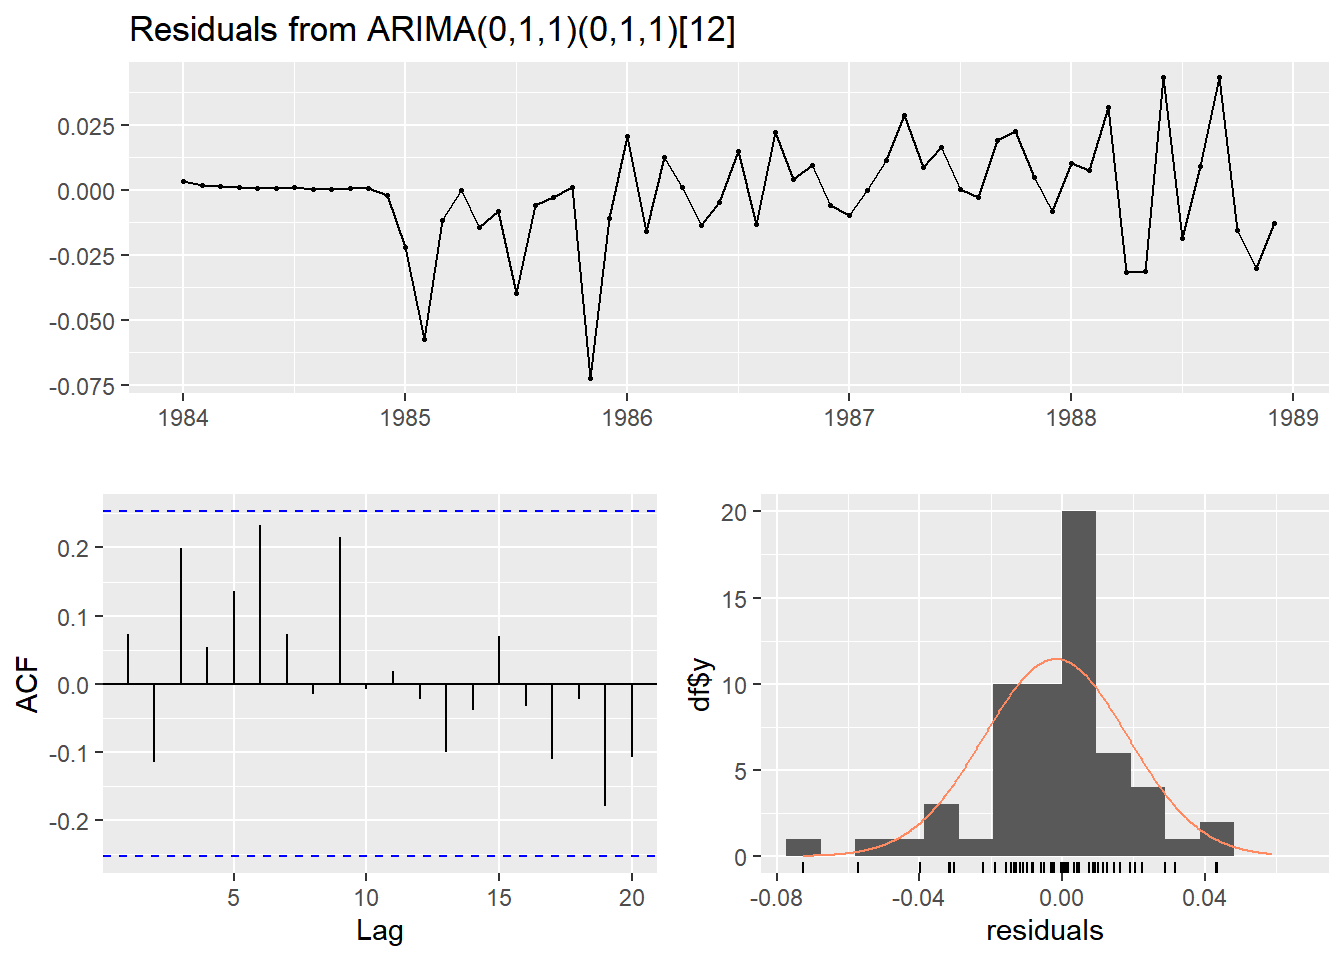 Residuals from ARIMA(0,1,1)(0,1,1)[12]
0.025
0.000
-0.025
-0.050
-0.075
1984 1985 1986 1987 1988 1989
ACF
0.2
0.1
0.0
-0.1
-0.2
5 10 15 20
Lag
df$y
20
15
10
5
0
-0.08 -0.04 0.00 0.04
residuals